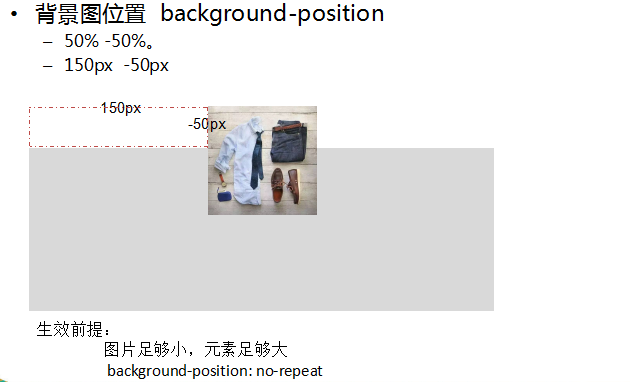 • 背景图位置 background-position
– 50% -50%。
– 150px -50px
150px
-50px
生效前提：
图片足够小，元素足够大
background-position: no-repeat